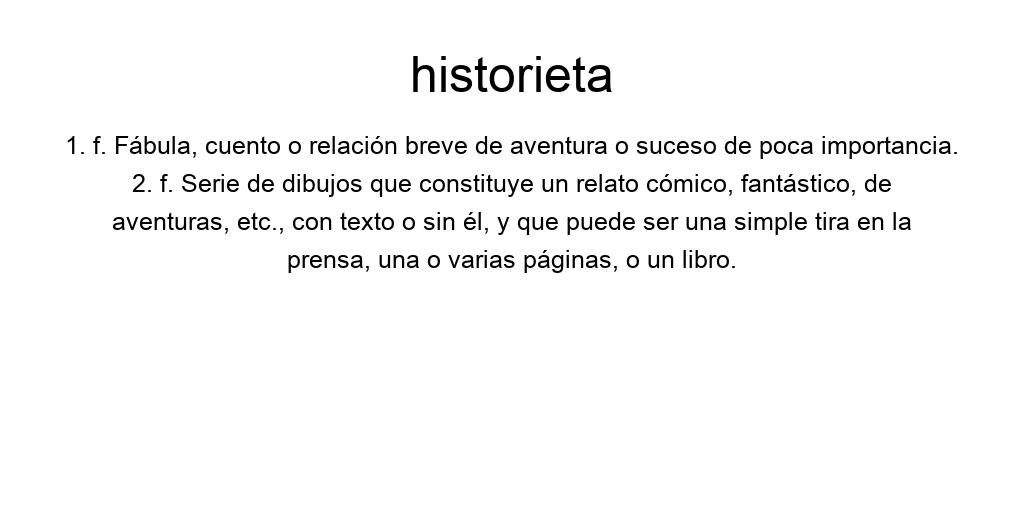 historieta
1. f. Fábula, cuento o relación breve de aventura o suceso de poca importancia.
2. f. Serie de dibujos que constituye un relato cómico, fantástico, de
aventuras, etc., con texto o sin él, y que puede ser una simple tira en la
prensa, una o varias páginas, o un libro.